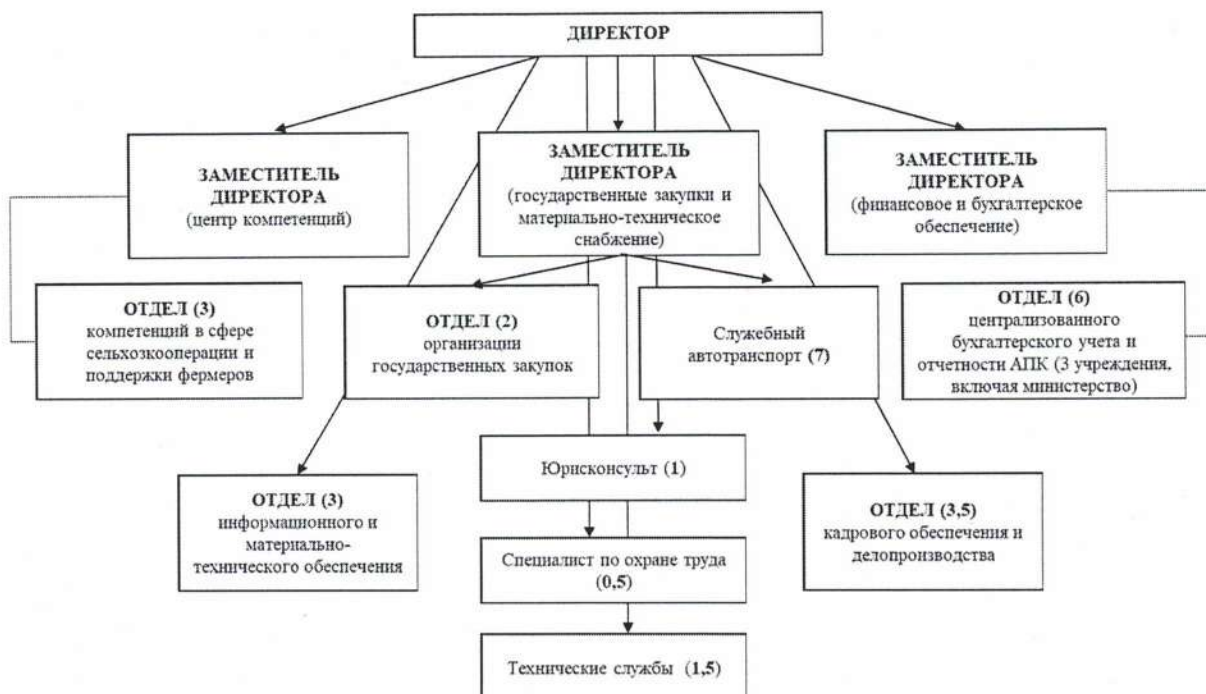 ДИРЕКТОР
ЗАМЕСТИТЕЛЬ
ДИРЕКТОРА
(центр компетенций)
ЗАМЕСТИТЕЛЬ
ДИРЕКТОРА
(государственные закупки и
материально-техническое
снабжение)
ЗАМЕСТИТЕЛЬ
ДИРЕКТОРА
(финансовое и бухгалтерское
обеспечение)
ОТДЕЛ (3)
компетенций в сфере
сельхозкооперации и
поддержки фермеров
ОТДЕЛ (2)
организации
государственных закупок
Служебный
автотранспорт (7)
ОТДЕЛ (6)
централизованного
бухгалтерского учета и
отчетности АПК (3 учреждения,
включая министерство)
Юрисконсульт (1)
ОТДЕЛ (3)
информационного и
материально-
технического обеспечения
ОТДЕЛ (3,5)
кадрового обеспечения и
делопроизводства
Специалист по охране труда
(0,5)
Технические службы (1,5)